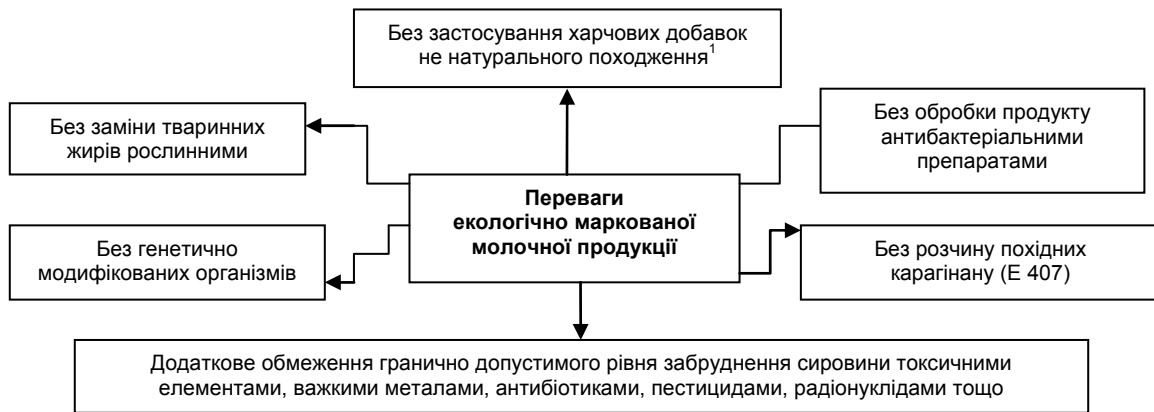 Без застосування харчових добавок
не натурального походження¹
Без заміни тваринних
жирів рослинними
Без обробки продукту
антибактеріальними
препаратами
Переваги
екологічно маркованої
молочної продукції
Без генетично
модифікованих організмів
Без розчину похідних
карагінану (Е 407)
Додаткове обмеження гранично допустимого рівня забруднення сировини токсичними
елементами, важкими металами, антибіотиками, пестицидами, радіонуклідами тощо